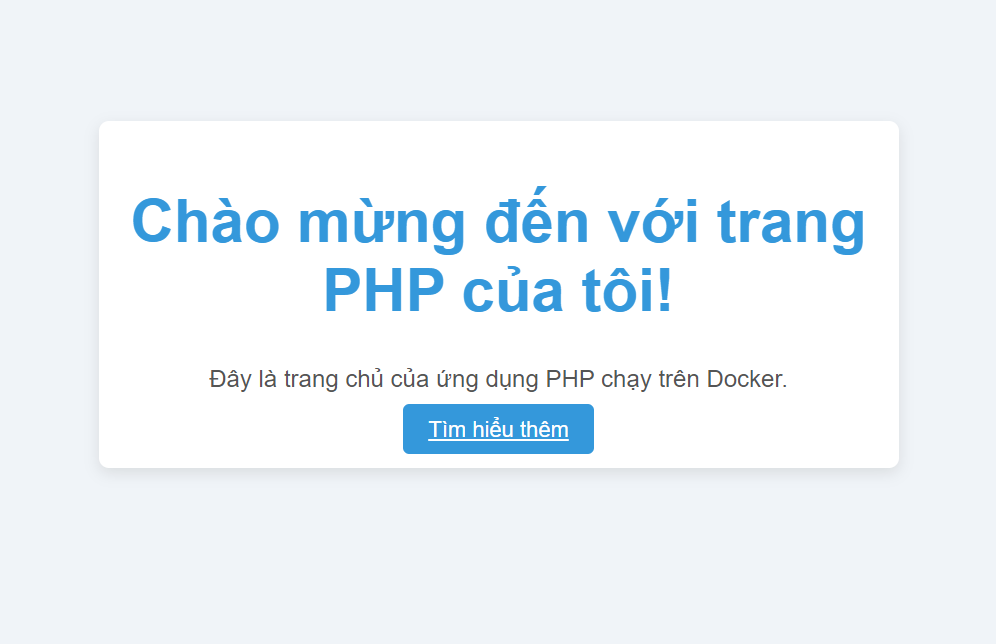 Chào mừng đến với trang
PHP của tôi!
Đây là trang chủ của ứng dụng PHP chạy trên Docker.
Tìm hiểu thêm